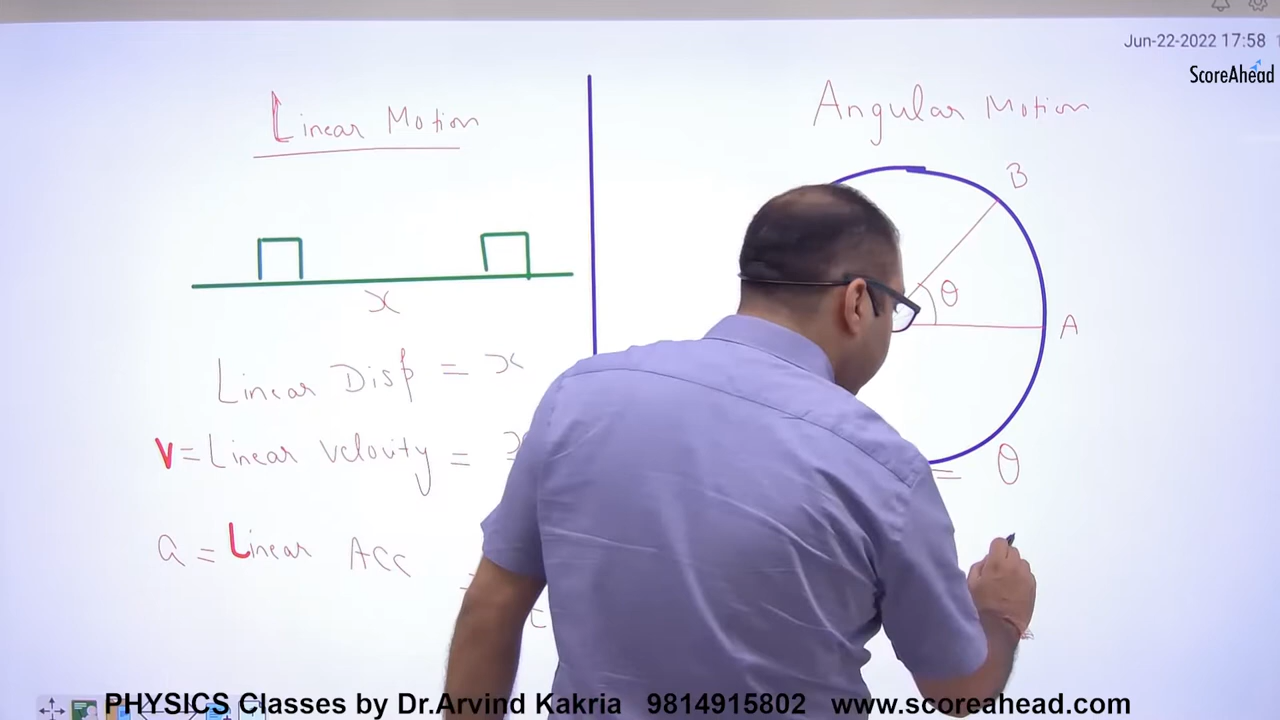 Jun-22-2022 17:58
ScoreAhead
Linear Motion
x
Linear Disp = x
v = Linear velouty =
a = Linear Acc
Angular Motion
B
θ
A
= θ
PHYSICS Classes by Dr.Arvind Kakria 9814915802 www.scoreahead.com